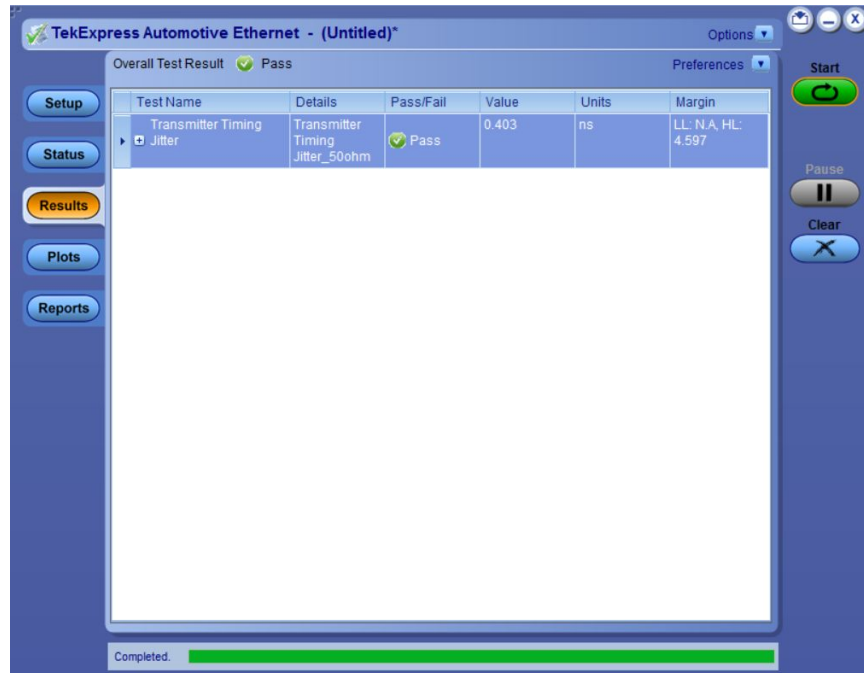 TekExpress Automotive Ethernet - (Untitled)*
Options
Overall Test Result Pass
Preferences
Start
Setup
Status
Results
Plots
Reports
Test Name Details Pass/Fail Value Units Margin
Transmitter Timing
Jitter
Transmitter
Timing
Jitter_50ohm
Pass
0.403
ns
LL: N.A, HL:
4.597
Pause
Clear
Completed.